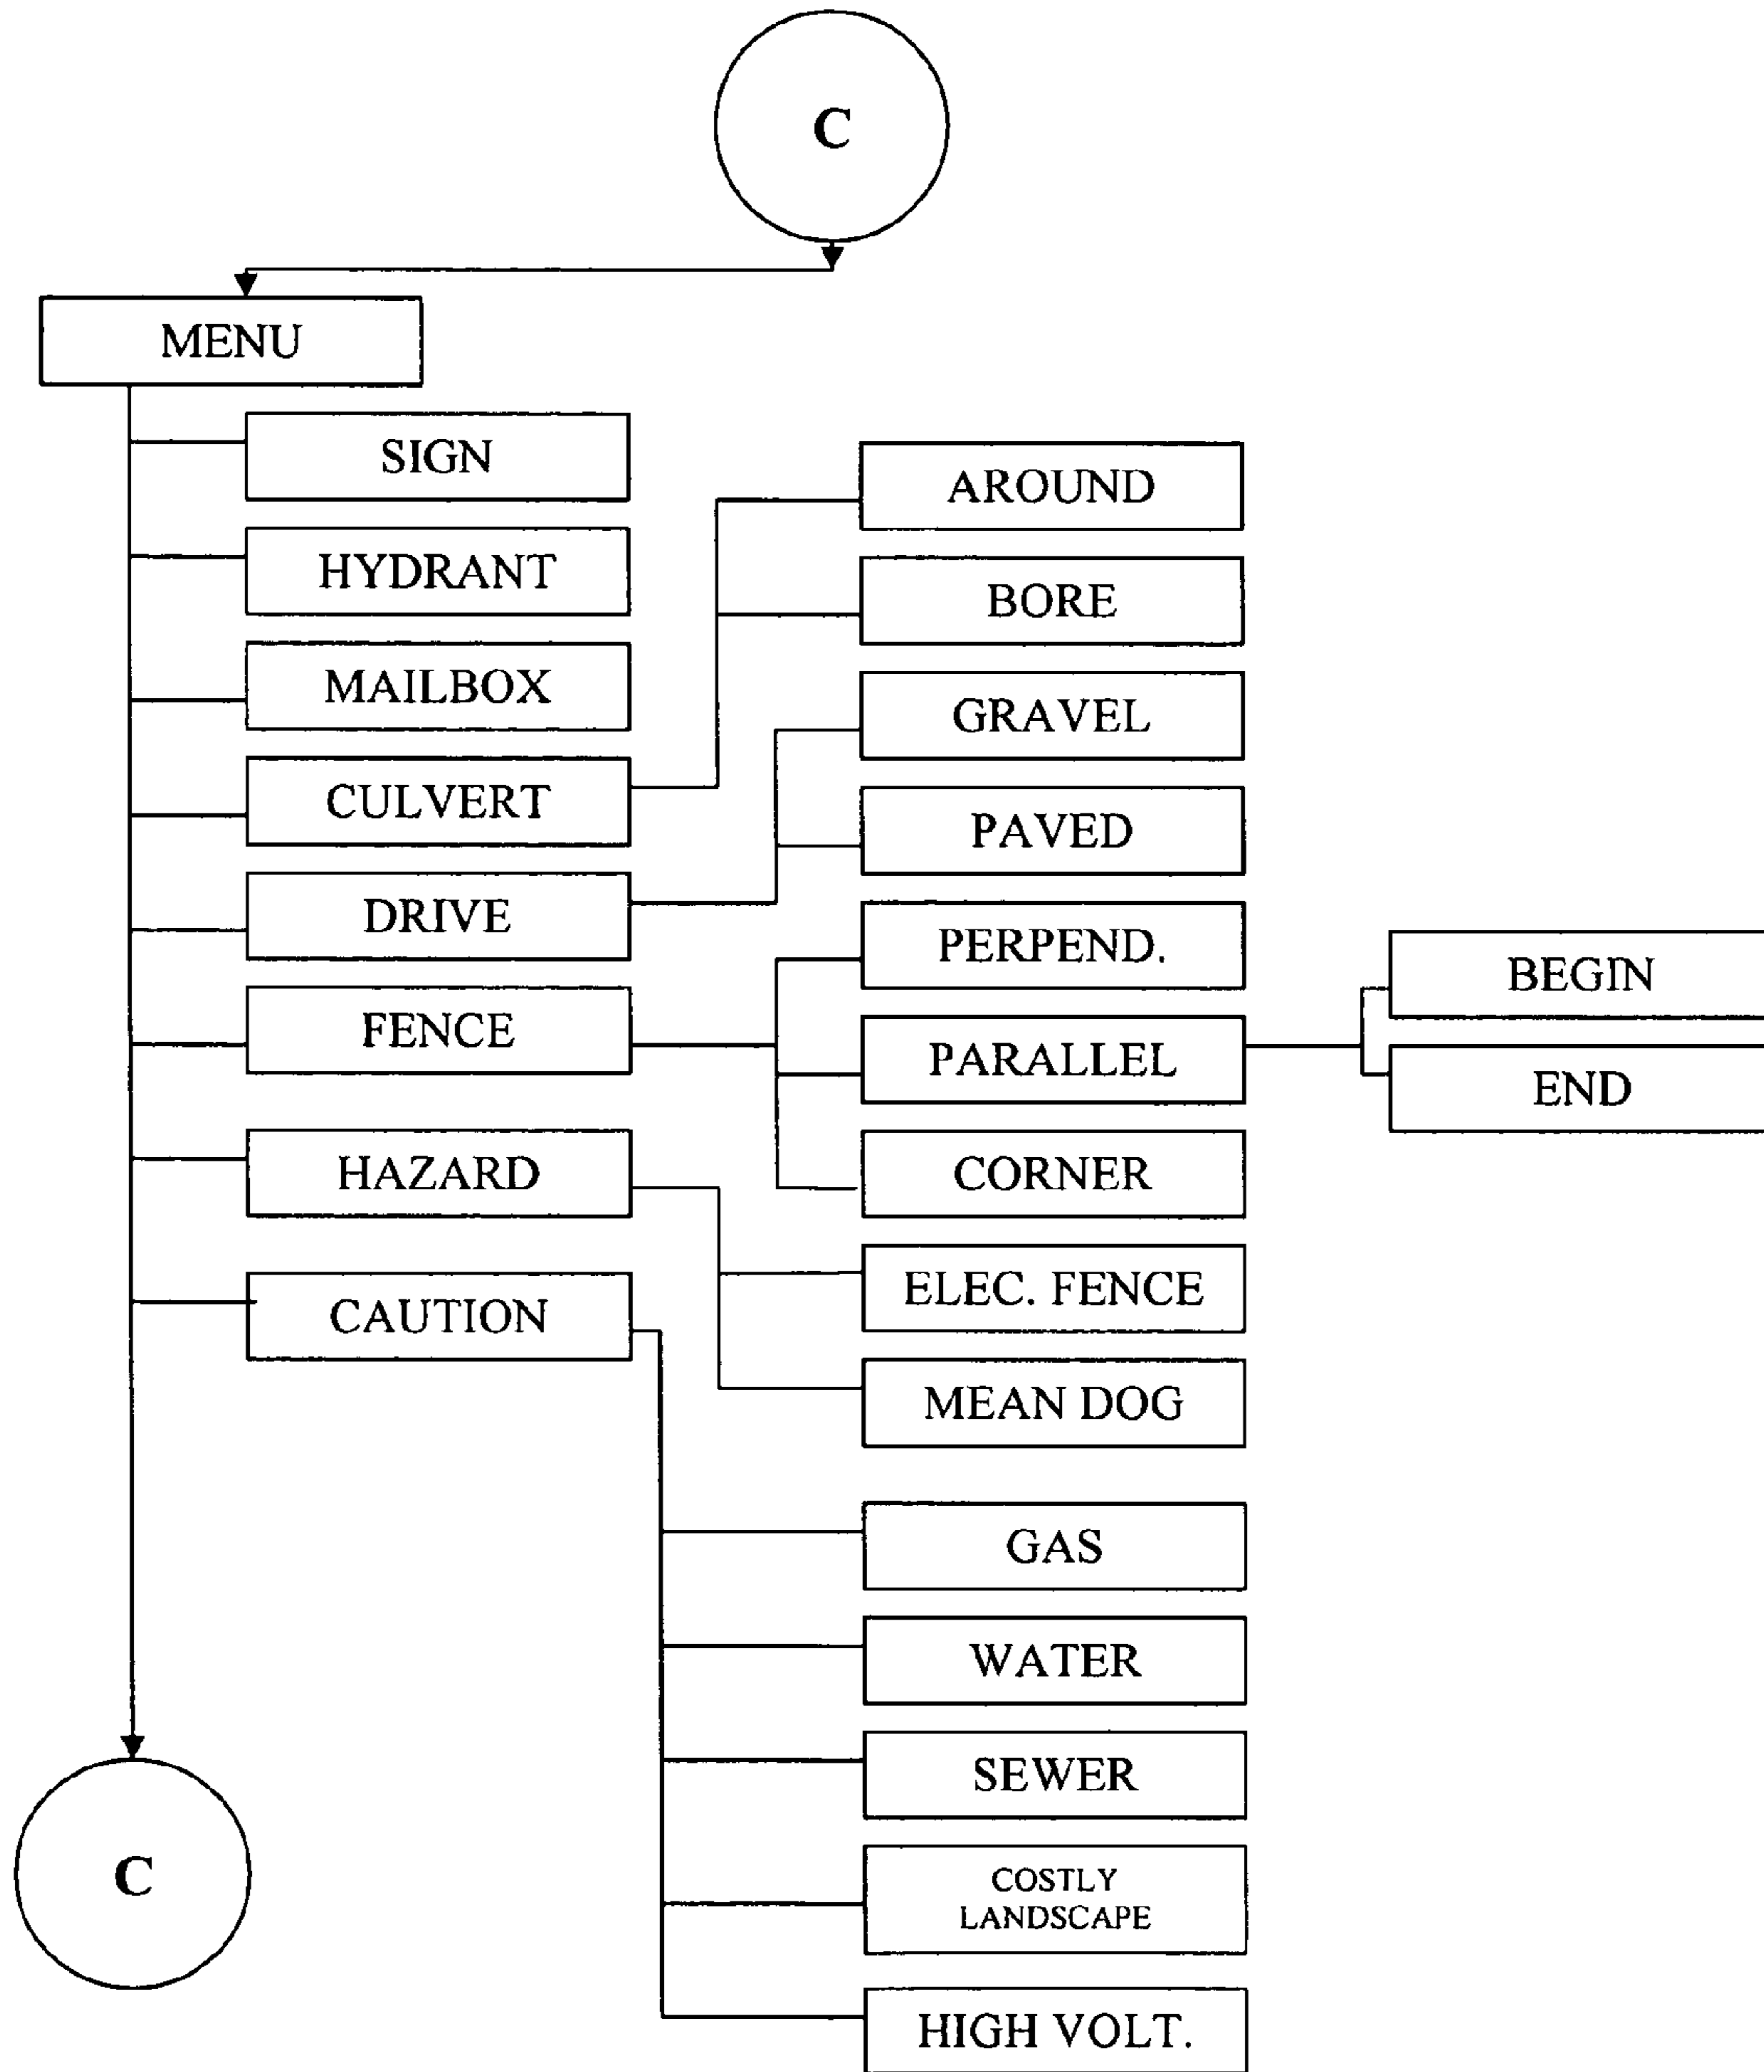 C
MENU
SIGN
HYDRANT
MAILBOX
CULVERT
DRIVE
FENCE
HAZARD
CAUTION
AROUND
BORE
GRAVEL
PAVED
PERPEND.
PARALLEL
CORNER
ELEC. FENCE
MEAN DOG
GAS
WATER
SEWER
COSTLY
LANDSCAPE
HIGH VOLT.
BEGIN
END
C